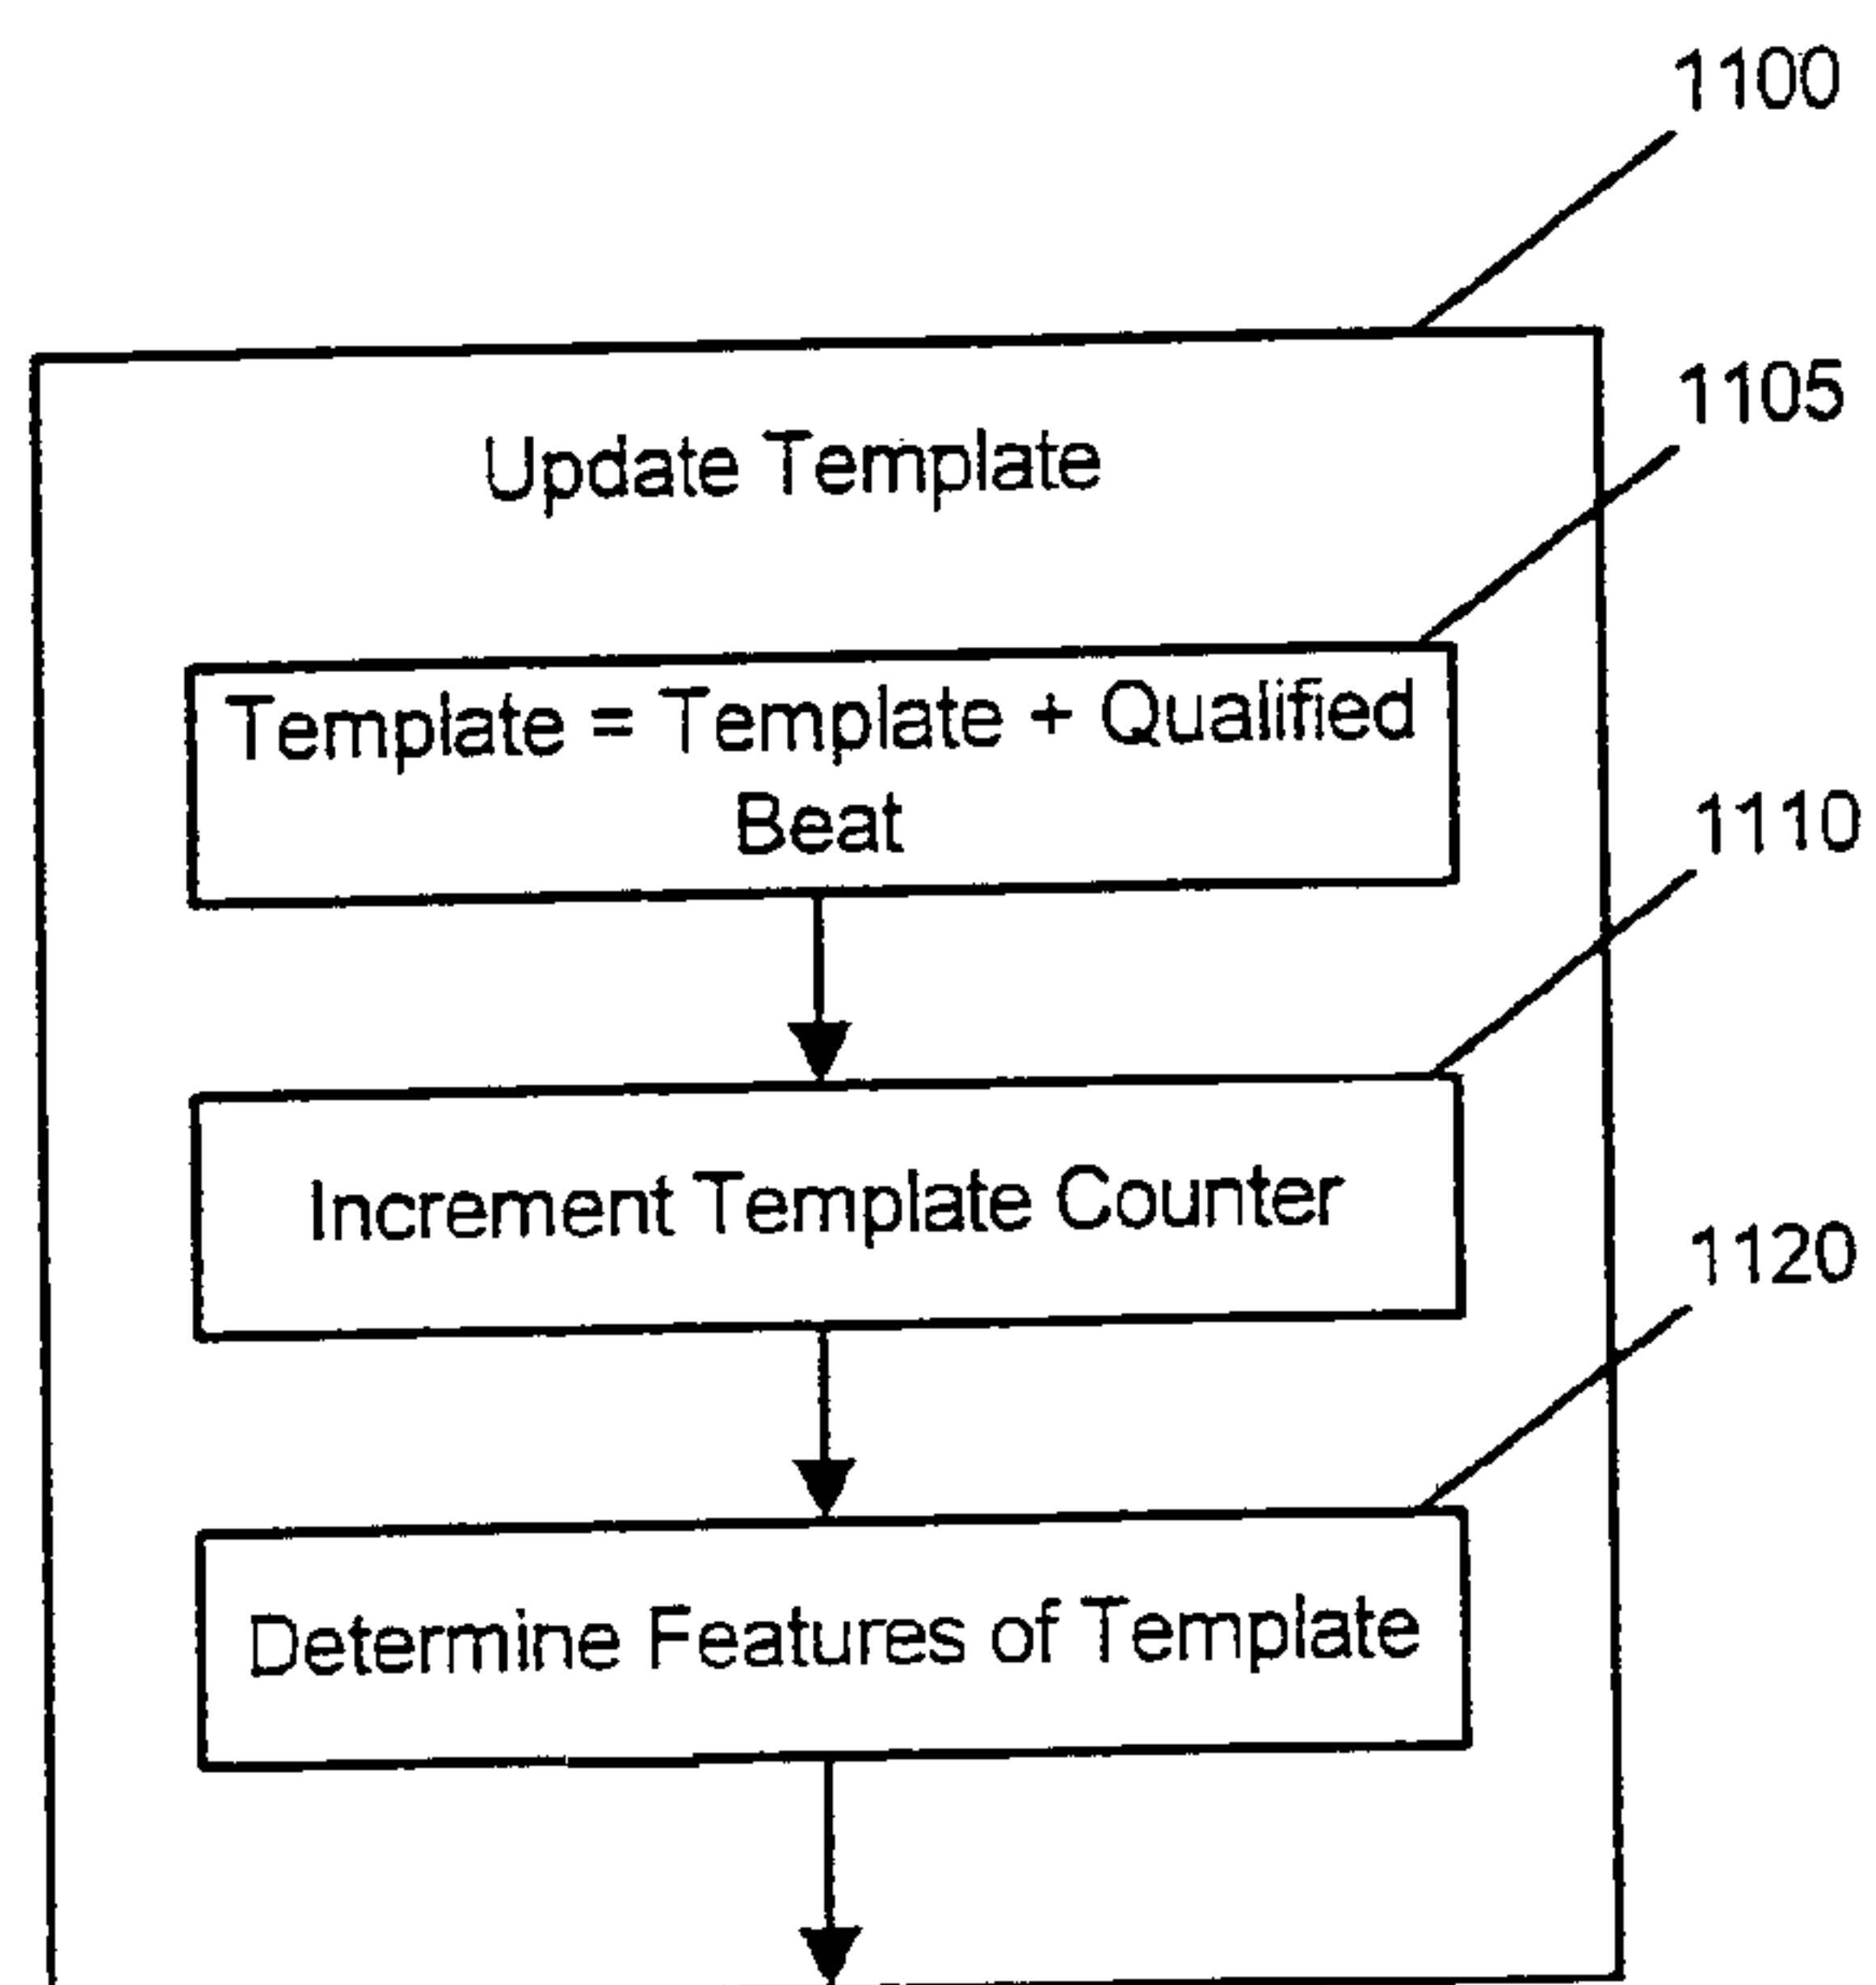 1100
Update Template
1105
Template = Template + Qualified
Beat
1110
Increment Template Counter
1120
Determine Features of Template